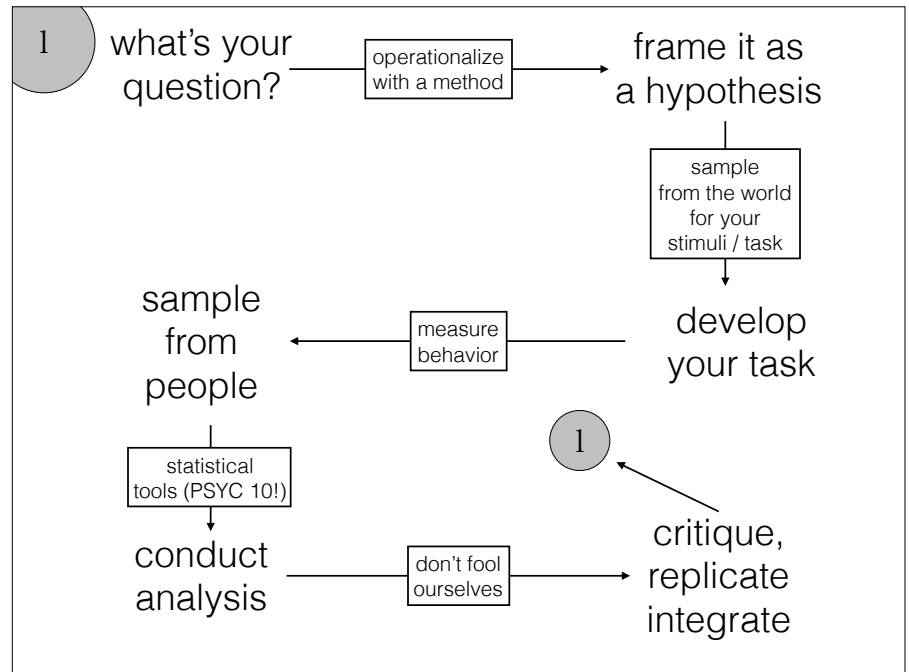 1
what's your
question?
operationalize
with a method
frame it as
a hypothesis
sample
from the world
for your
stimuli / task
develop
your task
measure
behavior
sample
from
people
statistical
tools (PSYC 10!)
conduct
analysis
don't fool
ourselves
critique,
replicate
integrate
1